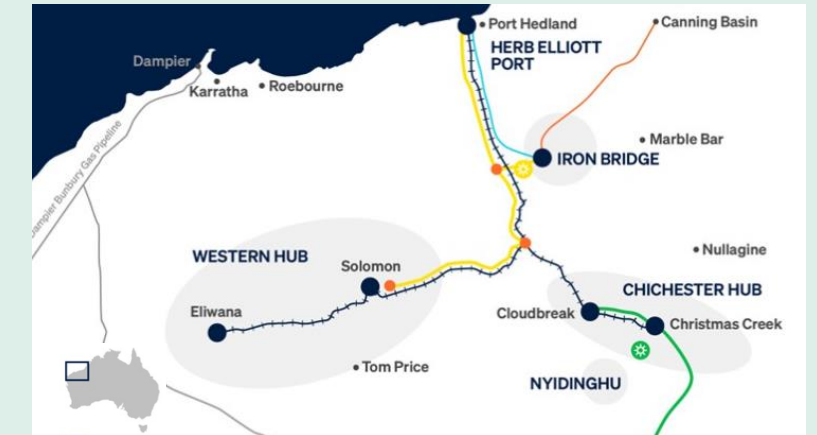 Port Hedland
Canning Basin
HERB ELLIOTT
PORT
Dampier
Karratha
Roebourne
Marble Bar
IRON BRIDGE
Dampier Bunbury Gas Pipeline
Nullagine
WESTERN HUB
Solomon
CHICHESTER HUB
Eliwana
Cloudbreak
Christmas Creek
Tom Price
NYIDINGHU